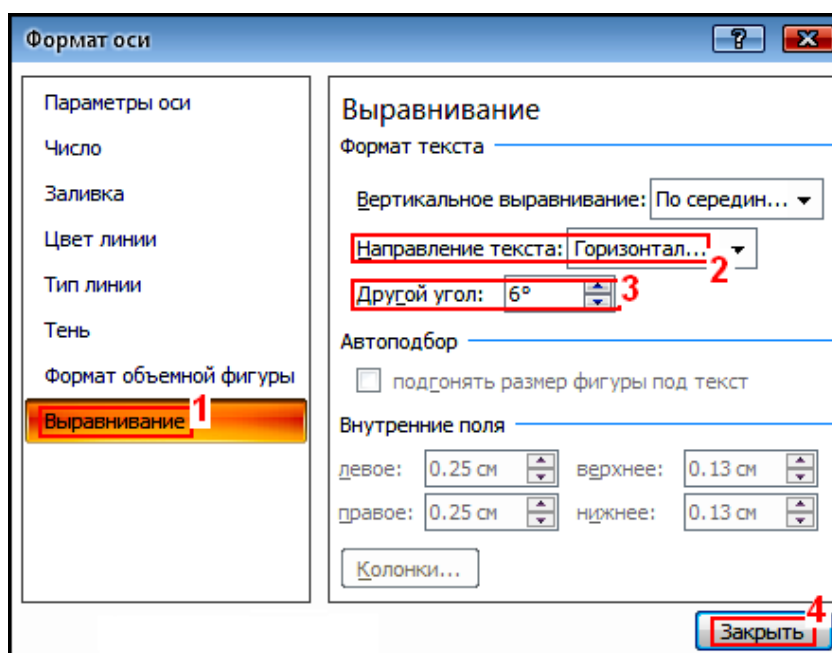 Формат оси
Параметры оси
Число
Заливка
Цвет линии
Тип линии
Тень
Формат объемной фигуры
Выравнивание 1
Выравнивание
Формат текста
Вертикальное выравнивание: По середин...
Направление текста: Горизонтал... 2
Другой угол: 6° 3
Автоподбор
подгонять размер фигуры под текст
Внутренние поля
левое: 0.25 см верхнее: 0.13 см
правое: 0.25 см нижнее: 0.13 см
Колонки...
Закрыть 4